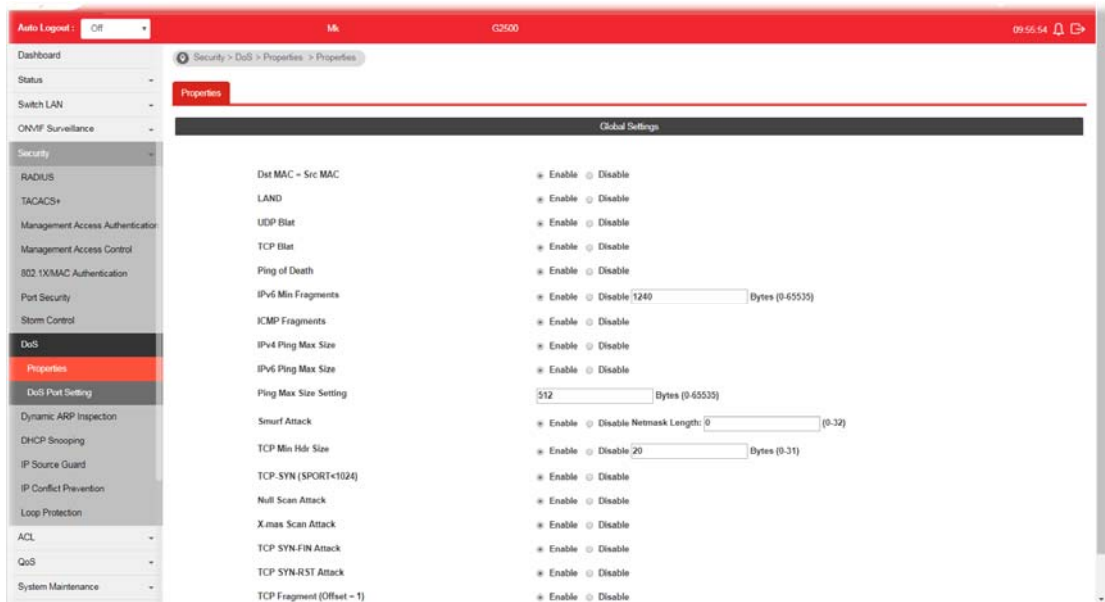 Auto Logout : Off Mk G2500 09:56:54
Dashboard
Status
Switch LAN
ONVIF Surveillance
Security
RADIUS
TACACS+
Management Access Authentication
Management Access Control
802.1X/MAC Authentication
Port Security
Storm Control
DoS
Properties
DoS Port Setting
Dynamic ARP Inspection
DHCP Snooping
IP Source Guard
IP Conflict Prevention
Loop Protection
ACL
QoS
System Maintenance
Security > DoS > Properties > Properties
Properties
Global Settings
Dst MAC = Src MAC Enable Disable
LAND Enable Disable
UDP Blat Enable Disable
TCP Blat Enable Disable
Ping of Death Enable Disable
IPv6 Min Fragments Enable Disable 1240 Bytes (0-65535)
ICMP Fragments Enable Disable
IPv4 Ping Max Size Enable Disable
IPv6 Ping Max Size Enable Disable
Ping Max Size Setting 512 Bytes (0-65535)
Smurf Attack Enable Disable Netmask Length: 0 (0-32)
TCP Min Hdr Size Enable Disable 20 Bytes (0-31)
TCP-SYN (SPORT<1024) Enable Disable
Null Scan Attack Enable Disable
X-mas Scan Attack Enable Disable
TCP SYN-FIN Attack Enable Disable
TCP SYN-RST Attack Enable Disable
TCP Fragment (Offset = 1) Enable Disable